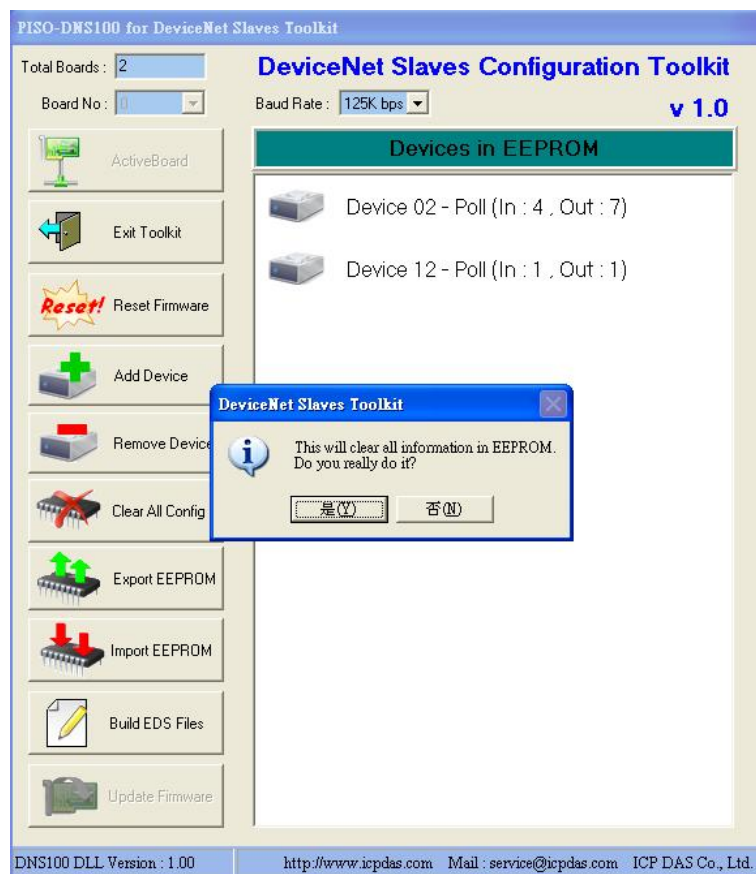 PISO-DNS100 for DeviceNet Slaves Toolkit
Total Boards : 2
DeviceNet Slaves Configuration Toolkit
Board No : 0
Baud Rate : 125K bps
v 1.0
ActiveBoard
Devices in EEPROM
Device 02 - Poll (In : 4 , Out : 7)
Exit Toolkit
Device 12 - Poll (In : 1 , Out : 1)
Reset!
Reset Firmware
Add Device
DeviceNet Slaves Toolkit
Remove Device
This will clear all information in EEPROM.
Do you really do it?
Clear All Config
是(Y)
否(N)
Export EEPROM
Import EEPROM
Build EDS Files
Update Firmware
DNS100 DLL Version : 1.00
http://www.icpdas.com Mail : service@icpdas.com ICP DAS Co., Ltd.